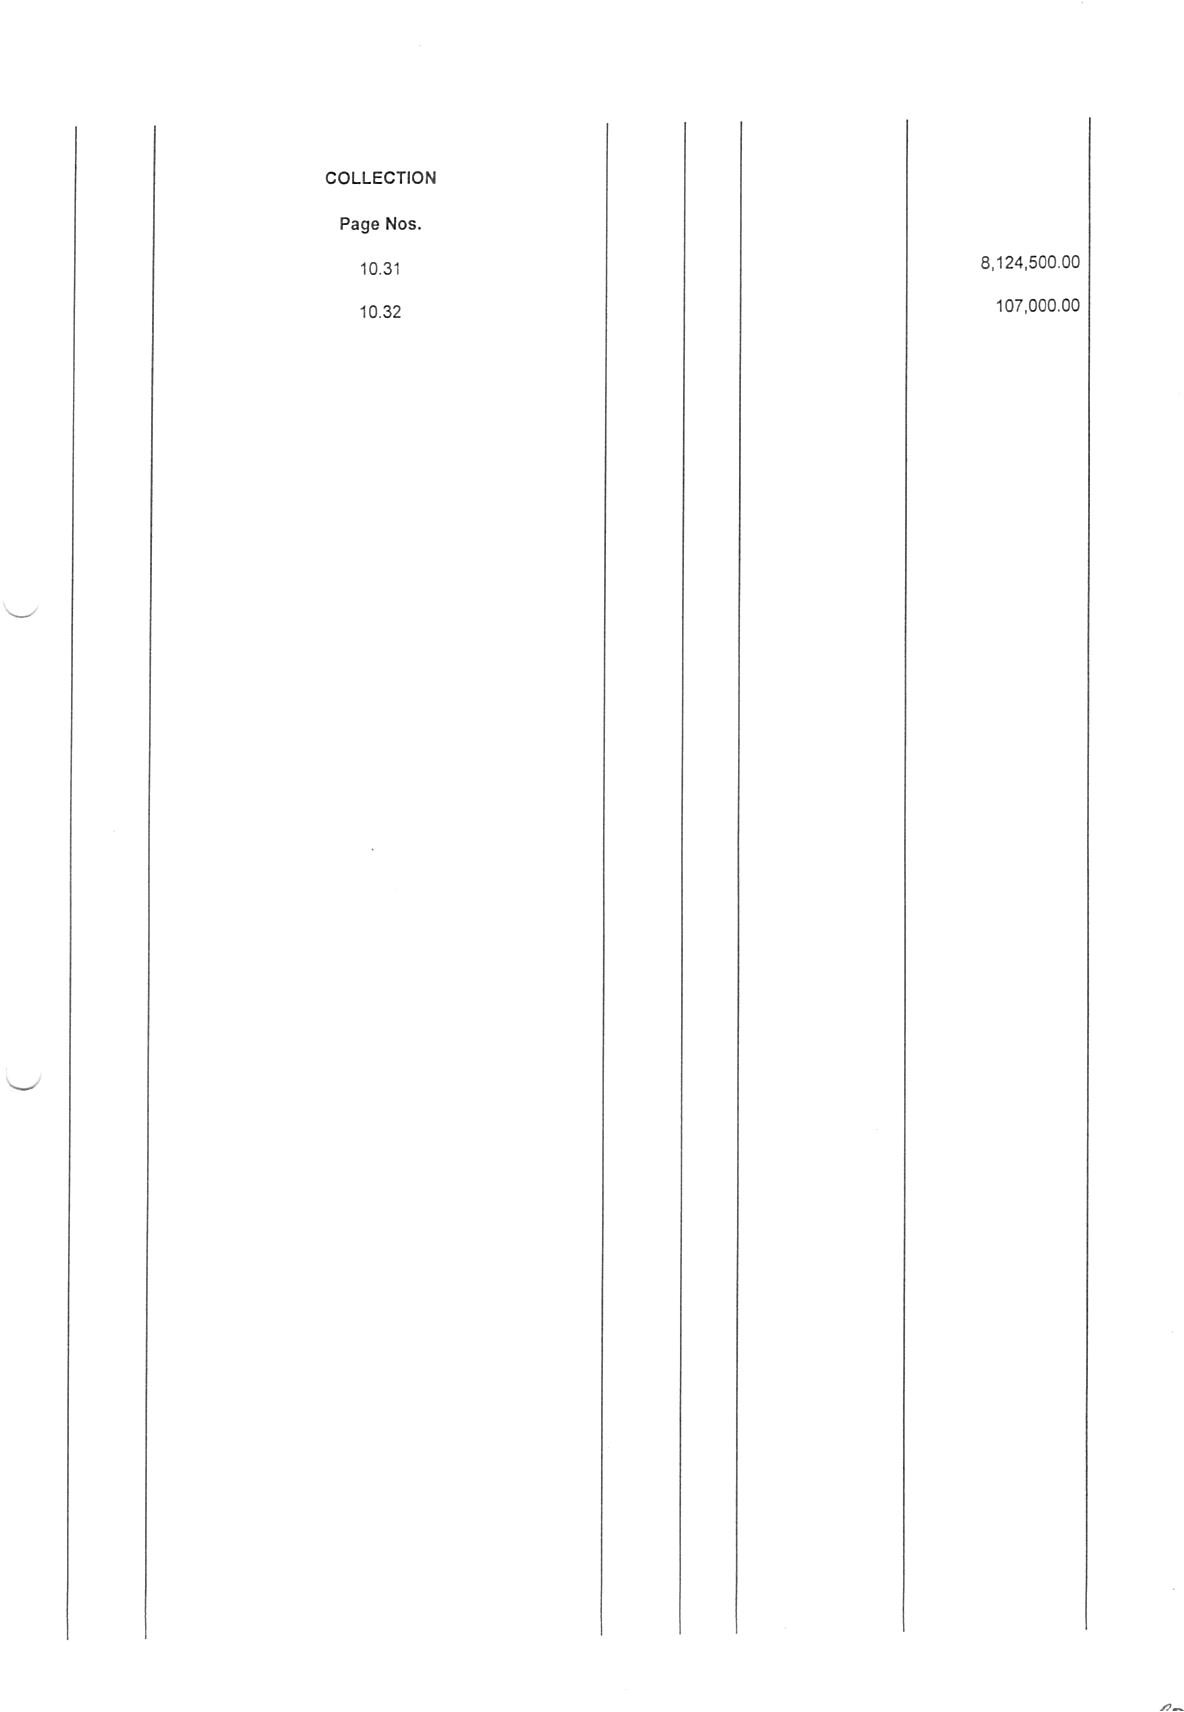 COLLECTION
Page Nos.
10.31 8,124,500.00
10.32 107,000.00